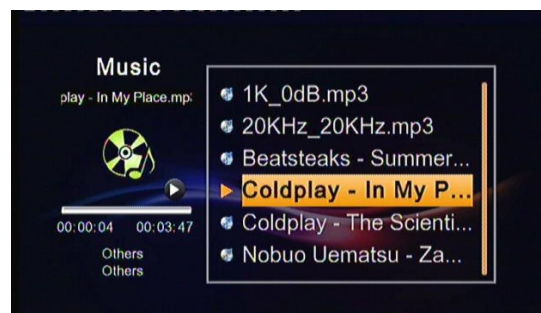 Music
play - In My Place.mp
1K_0dB.mp3
20KHz_20KHz.mp3
Beatsteaks - Summer...
Coldplay - In My P...
Coldplay - The Scienti...
Nobuo Uematsu - Za...
00:00:04 00:03:47
Others
Others